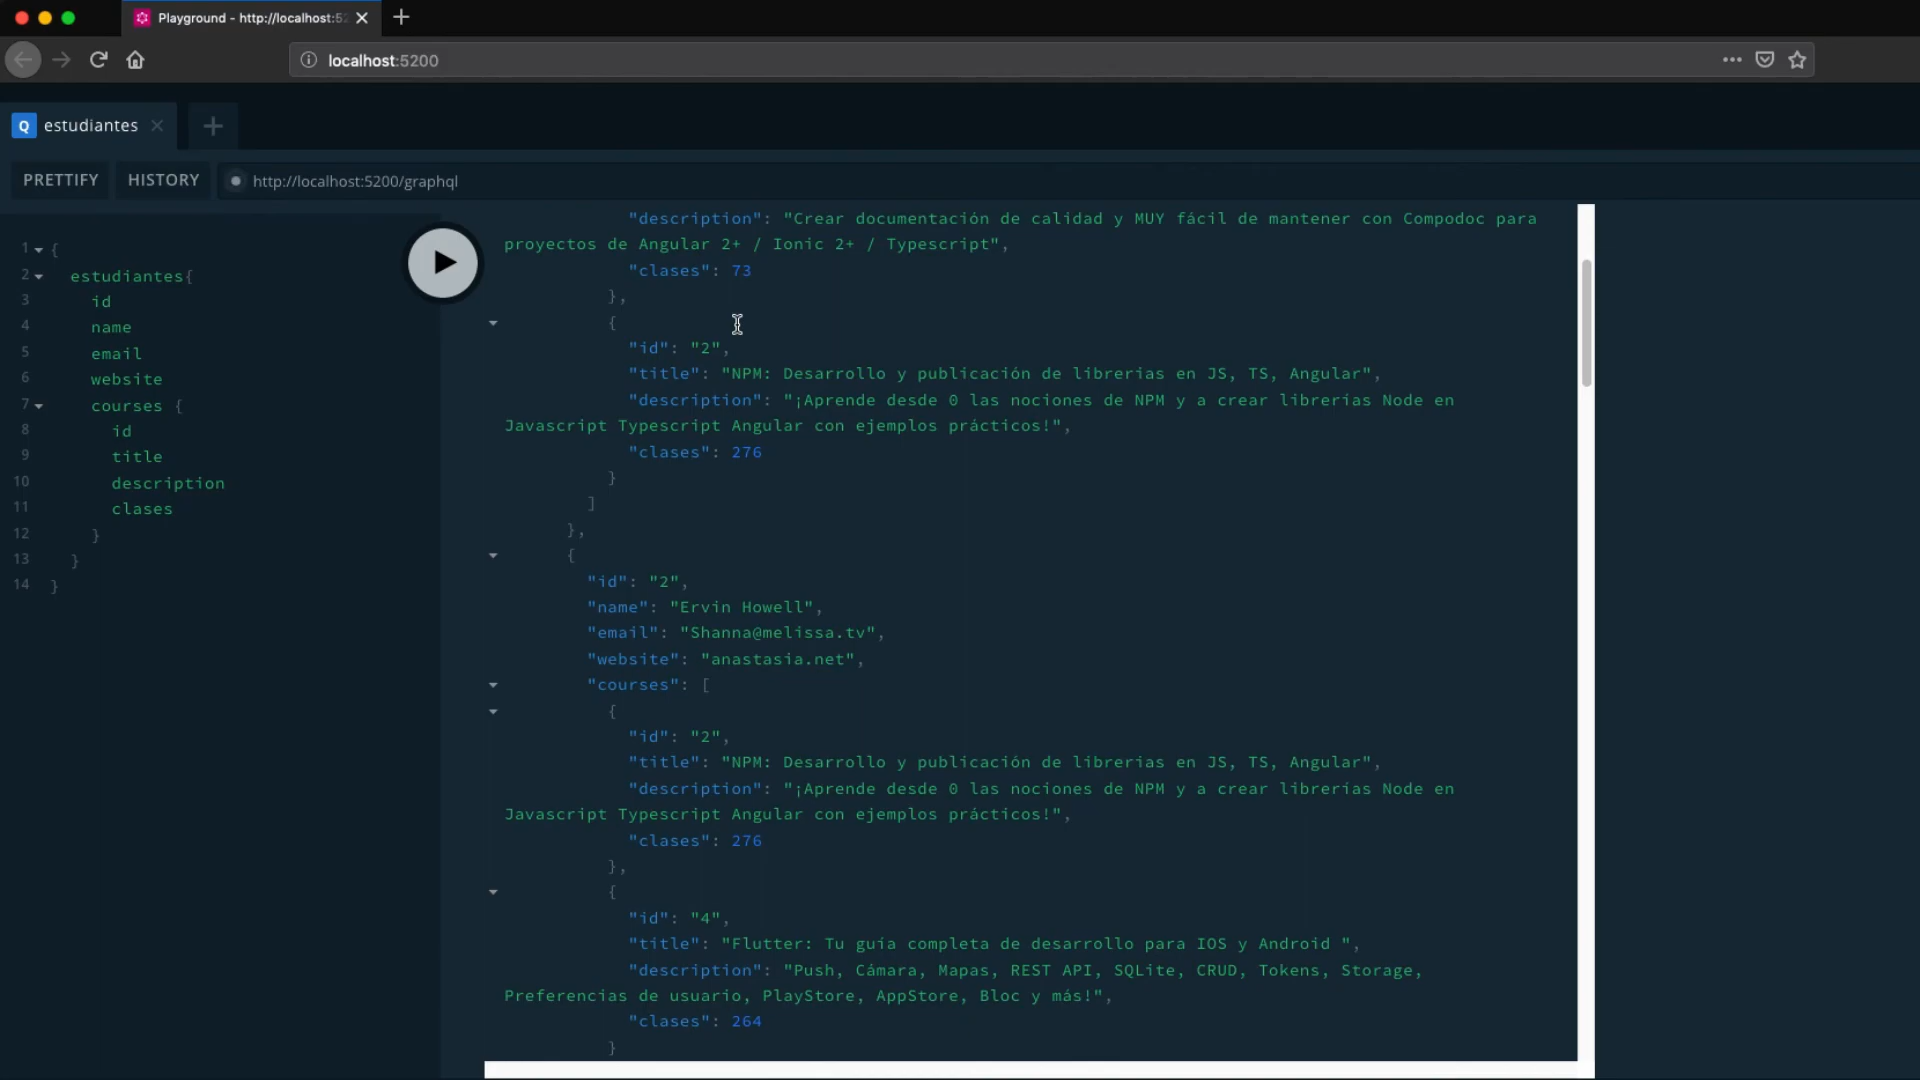 Playground - http://localhost:52
localhost:5200
Q estudiantes
PRETTIFY HISTORY http://localhost:5200/graphql
1 {
2 estudiantes{
3 id
4 name
5 email
6 website
7 courses {
8 id
9 title
10 description
11 clases
12 }
13 }
14 }
"description": "Crear documentación de calidad y MUY fácil de mantener con Compodoc para
proyectos de Angular 2+ / Ionic 2+ / Typescript",
"clases": 73
},
{
"id": "2",
"title": "NPM: Desarrollo y publicación de librerias en JS, TS, Angular",
"description": "¡Aprende desde 0 las nociones de NPM y a crear librerías Node en
Javascript Typescript Angular con ejemplos prácticos!",
"clases": 276
}
]
},
{
"id": "2",
"name": "Ervin Howell",
"email": "Shanna@melissa.tv",
"website": "anastasia.net",
"courses": [
{
"id": "2",
"title": "NPM: Desarrollo y publicación de librerias en JS, TS, Angular",
"description": "¡Aprende desde 0 las nociones de NPM y a crear librerías Node en
Javascript Typescript Angular con ejemplos prácticos!",
"clases": 276
},
{
"id": "4",
"title": "Flutter: Tu guía completa de desarrollo para IOS y Android ",
"description": "Push, Cámara, Mapas, REST API, SQLite, CRUD, Tokens, Storage,
Preferencias de usuario, PlayStore, AppStore, Bloc y más!",
"clases": 264
}